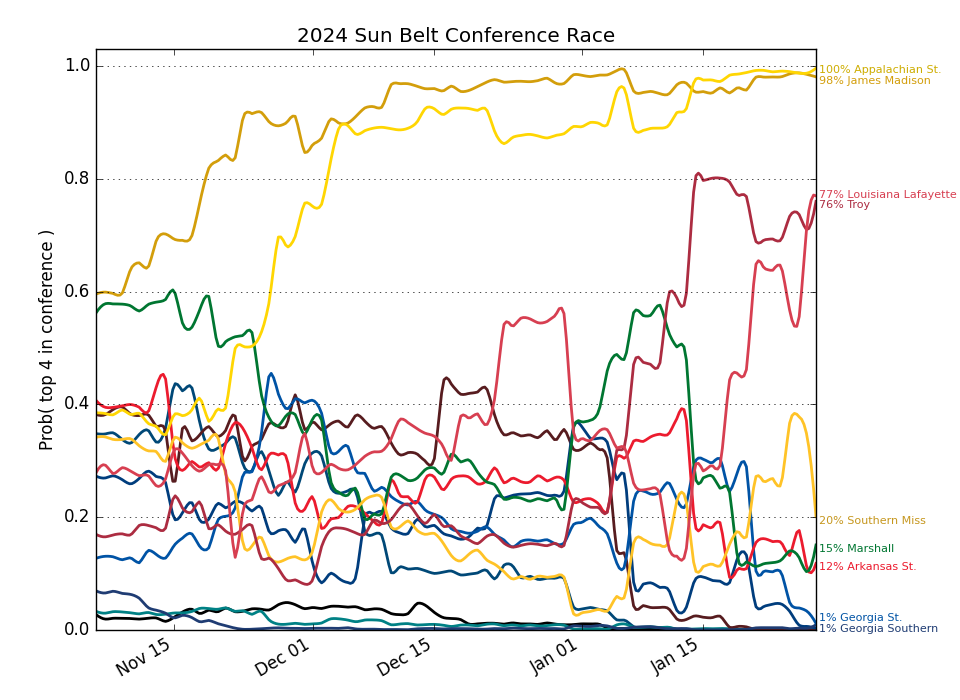 2024 Sun Belt Conference Race
Prob( top 4 in conference )
1.0
0.8
0.6
0.4
0.2
0.0
Nov 15
Dec 01
Dec 15
Jan 01
Jan 15
100% Appalachian St.
98% James Madison
77% Louisiana Lafayette
76% Troy
20% Southern Miss
15% Marshall
12% Arkansas St.
1% Georgia St.
1% Georgia Southern